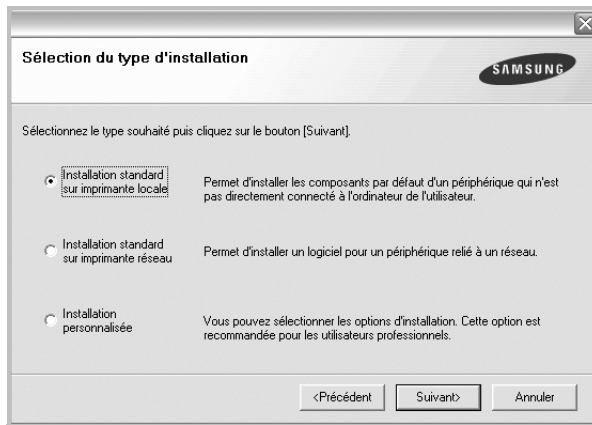 Sélection du type d'installation
SAMSUNG
Sélectionnez le type souhaité puis cliquez sur le bouton [Suivant].
Installation standard
sur imprimante locale
Permet d'installer les composants par défaut d'un périphérique qui n'est
pas directement connecté à l'ordinateur de l'utilisateur.
Installation standard
sur imprimante réseau
Permet d'installer un logiciel pour un périphérique relié à un réseau.
Installation
personnalisée
Vous pouvez sélectionner les options d'installation. Cette option est
recommandée pour les utilisateurs professionnels.
<Précédent
Suivant>
Annuler